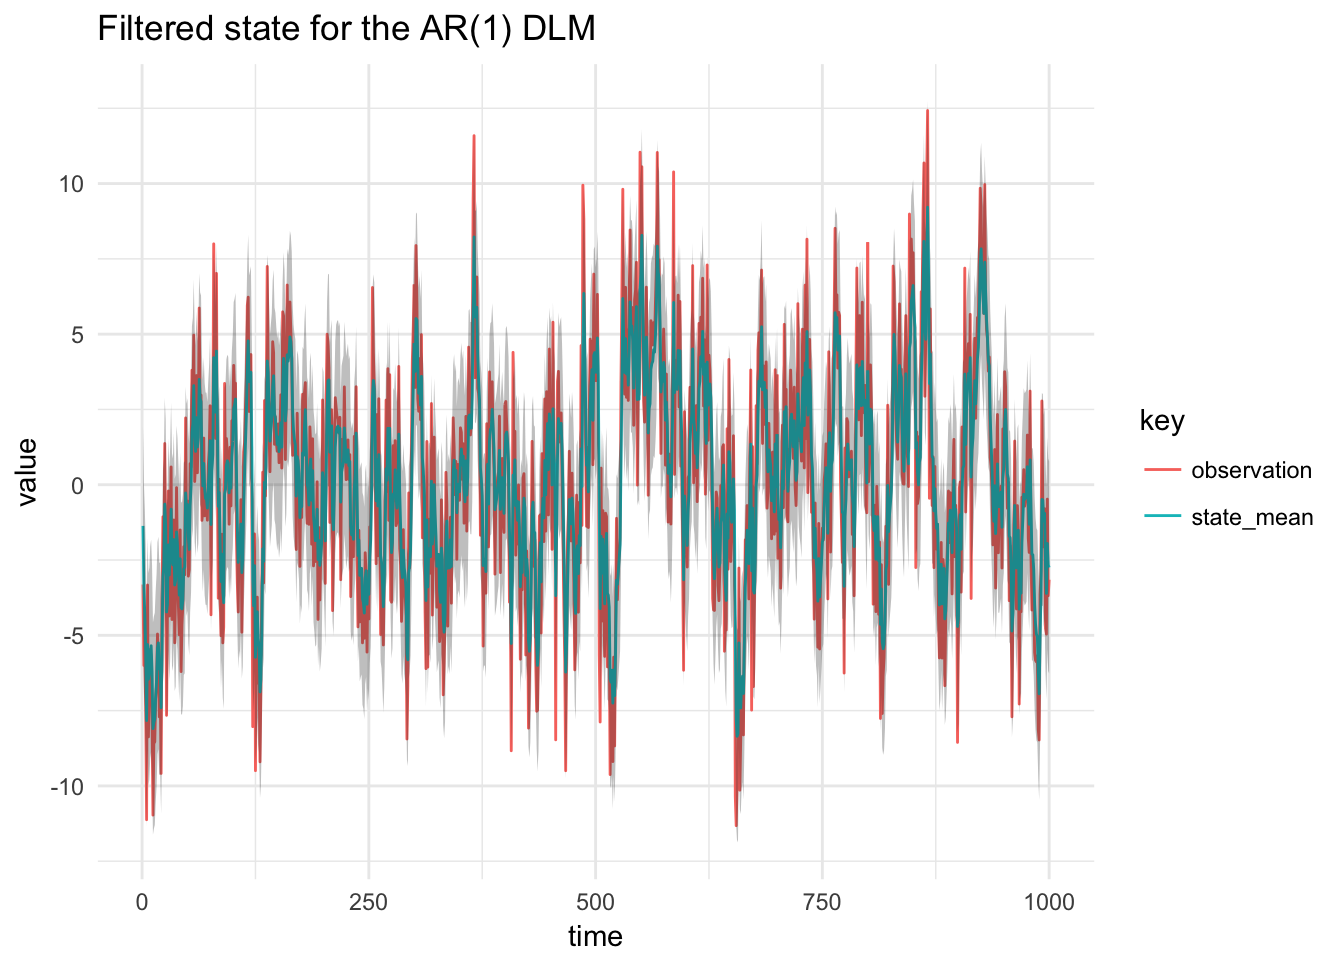 Filtered state for the AR(1) DLM
value
10
5
0
-5
-10
0
250
500
750
1000
time
key
observation
state_mean